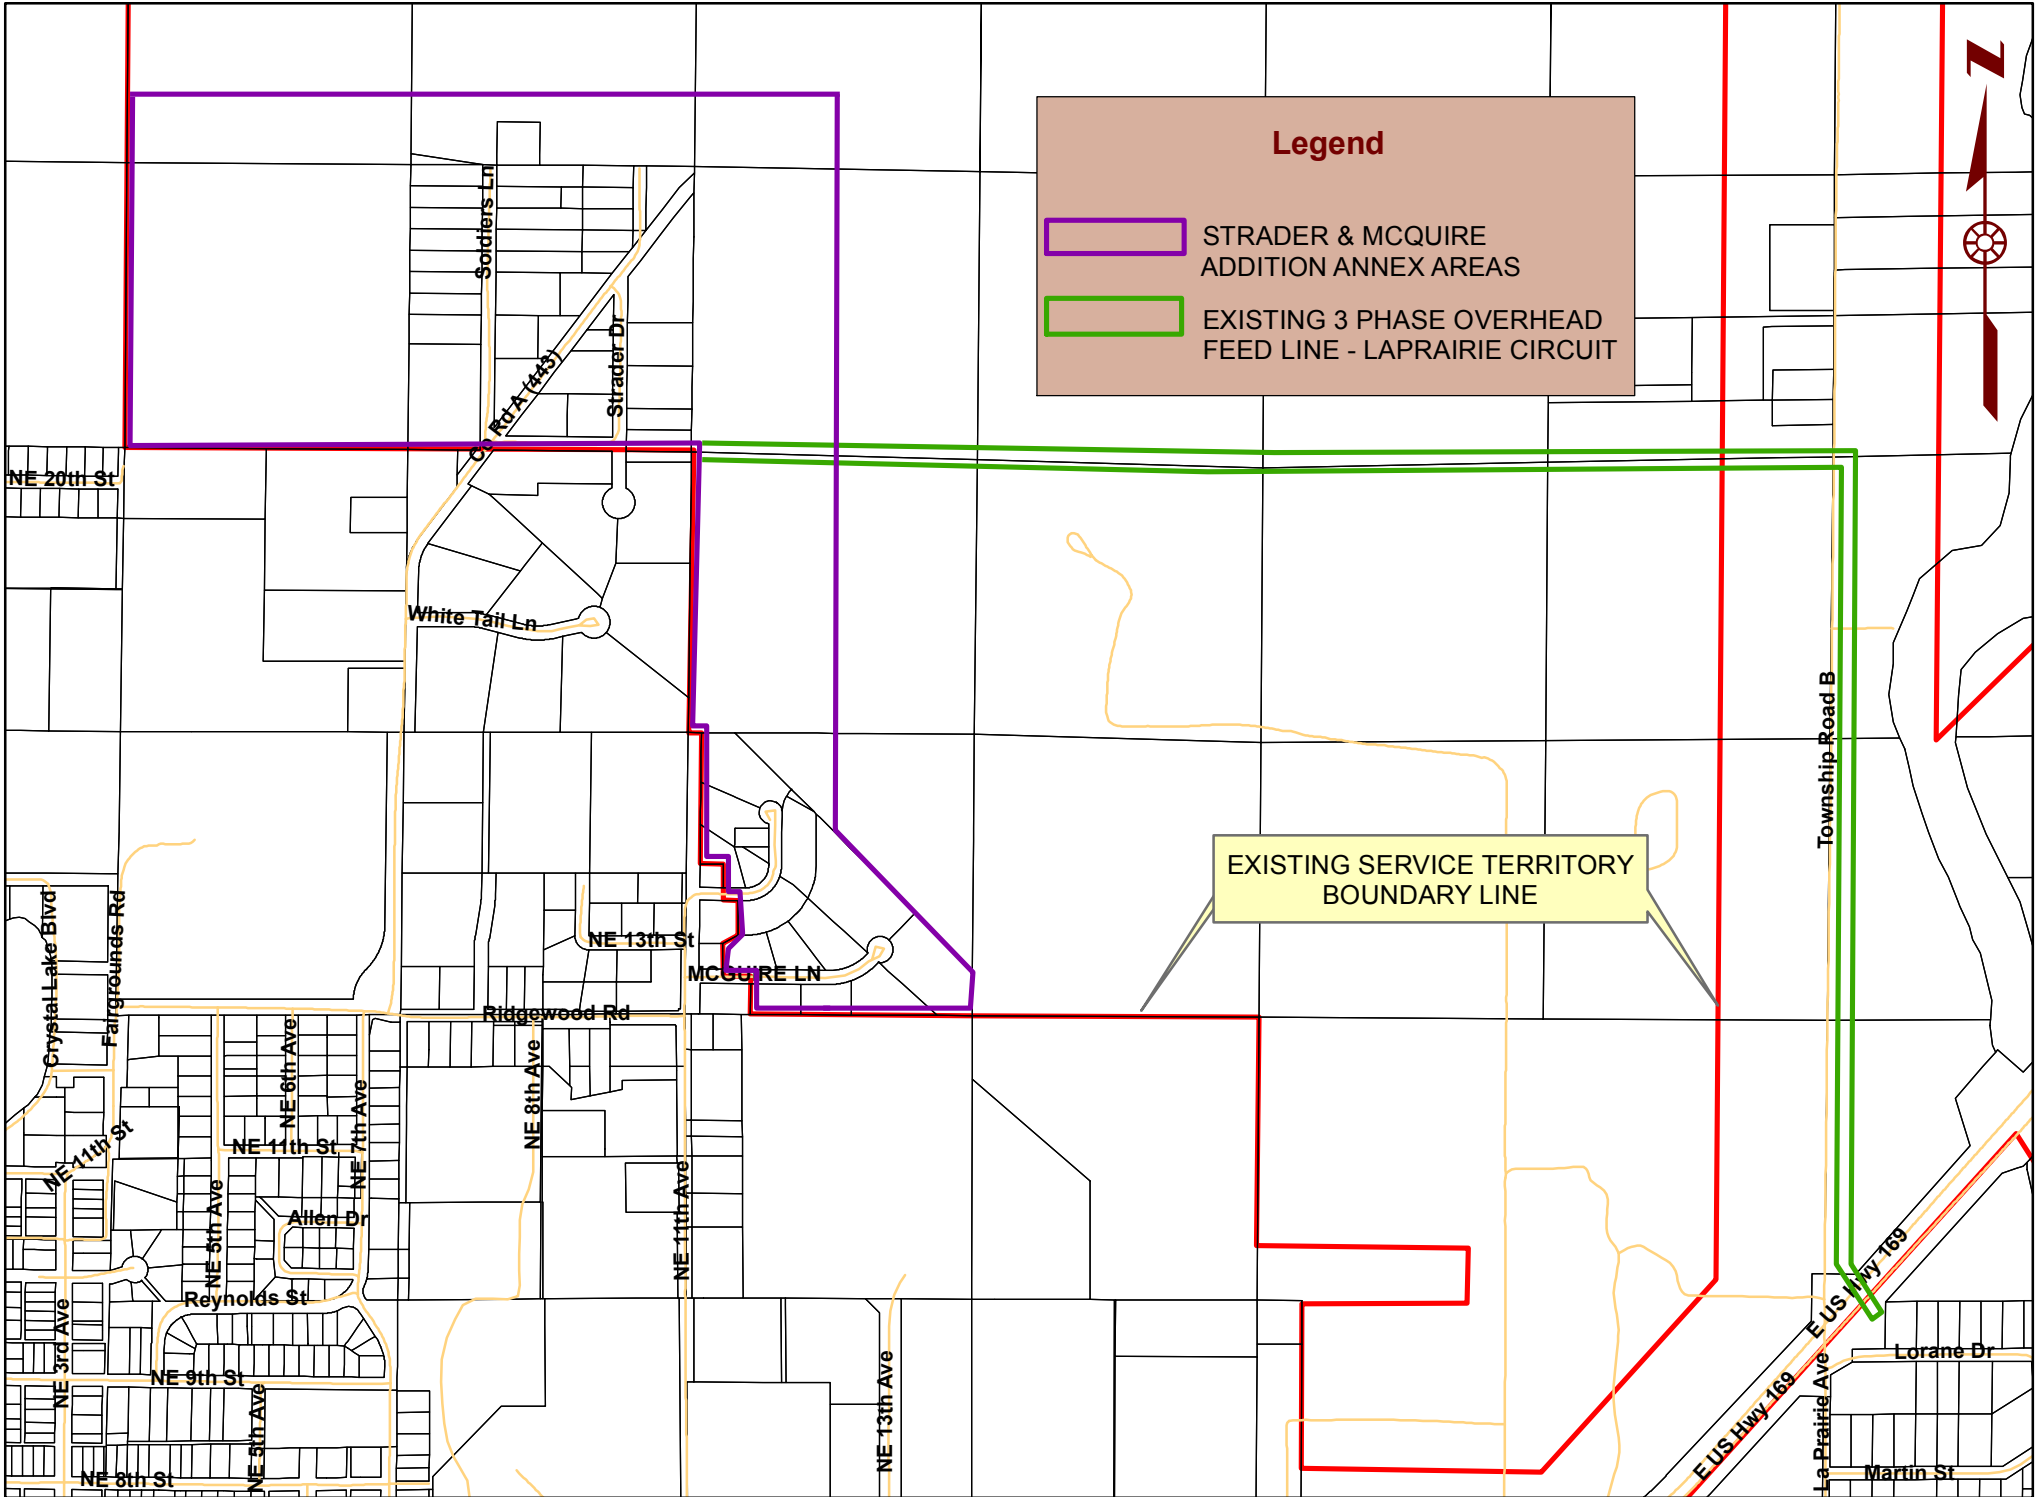 Legend
STRADER & MCQUIRE
ADDITION ANNEX AREAS
EXISTING 3 PHASE OVERHEAD
FEED LINE - LAPRAIRIE CIRCUIT
Soldiers Ln
Strader Dr
Co Rd A (443)
NE 20th St
White Tail Ln
Township Road B
EXISTING SERVICE TERRITORY
BOUNDARY LINE
Crystal Lake Blvd
Fairgrounds Rd
NE 13th St
MCGUIRE LN
Ridgewood Rd
NE 6th Ave
NE 7th Ave
NE 8th Ave
NE 11th St
NE 11th St
NE 5th Ave
Allen Dr
NE 11th Ave
Reynolds St
E US Hwy 169
NE 3rd Ave
NE 9th St
NE 5th Ave
NE 13th Ave
Lorane Dr
La Prairie Ave
E US Hwy 169
NE 8th St
Martin St
N